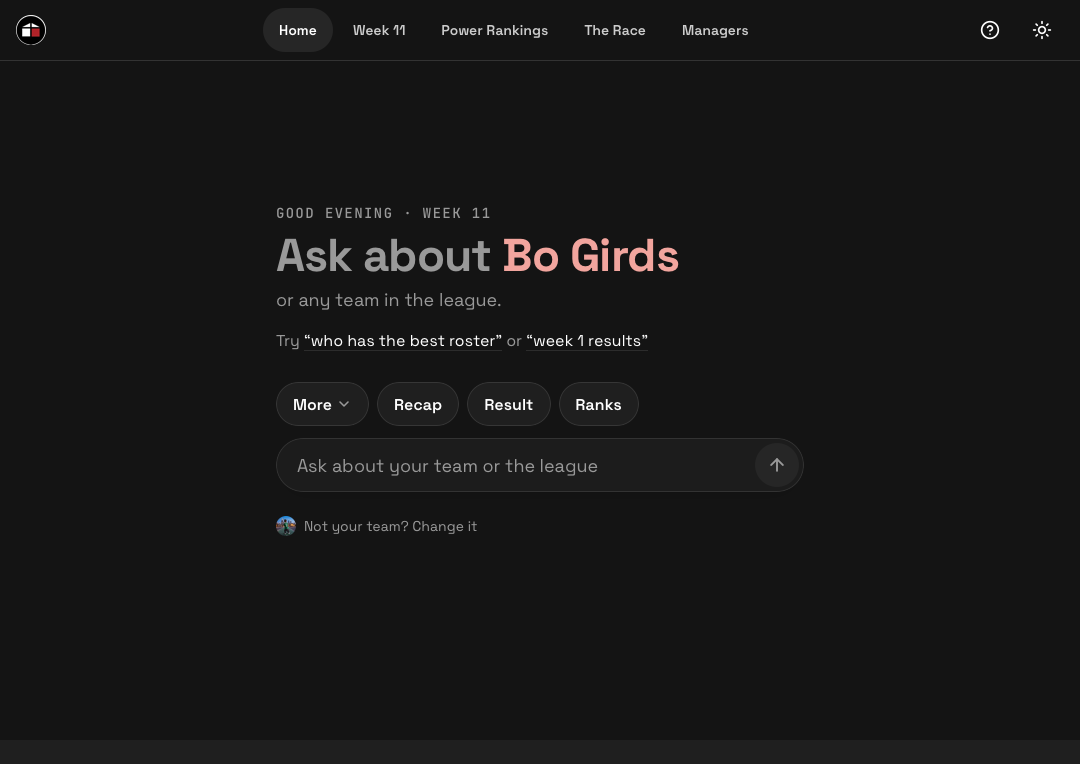 Home Week 11 Power Rankings The Race Managers
GOOD EVENING · WEEK 11
Ask about Bo Girds
or any team in the league.
Try “who has the best roster” or “week 1 results”
More Recap Result Ranks
Ask about your team or the league
Not your team? Change it